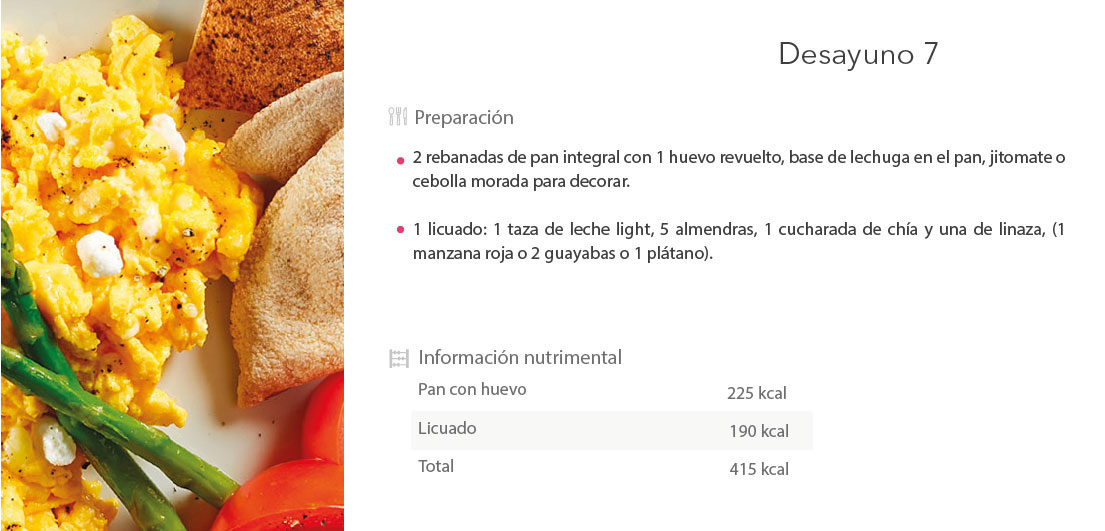 Desayuno 7
Preparación
2 rebanadas de pan integral con 1 huevo revuelto, base de lechuga en el pan, jitomate o
cebolla morada para decorar.
1 licuado: 1 taza de leche light, 5 almendras, 1 cucharada de chía y una de linaza, (1
manzana roja o 2 guayabas o 1 plátano).
Información nutrimental
Pan con huevo 225 kcal
Licuado 190 kcal
Total 415 kcal